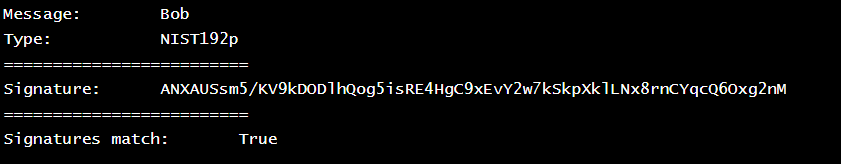 Message: Bob
Type: NIST192p
=========================
Signature: ANXAUSsm5/KV9kDODlhQog5isRE4HgC9xEvY2w7kSkpXklLNx8rnCYqcQ6Oxg2nM
=========================
Signatures match: True